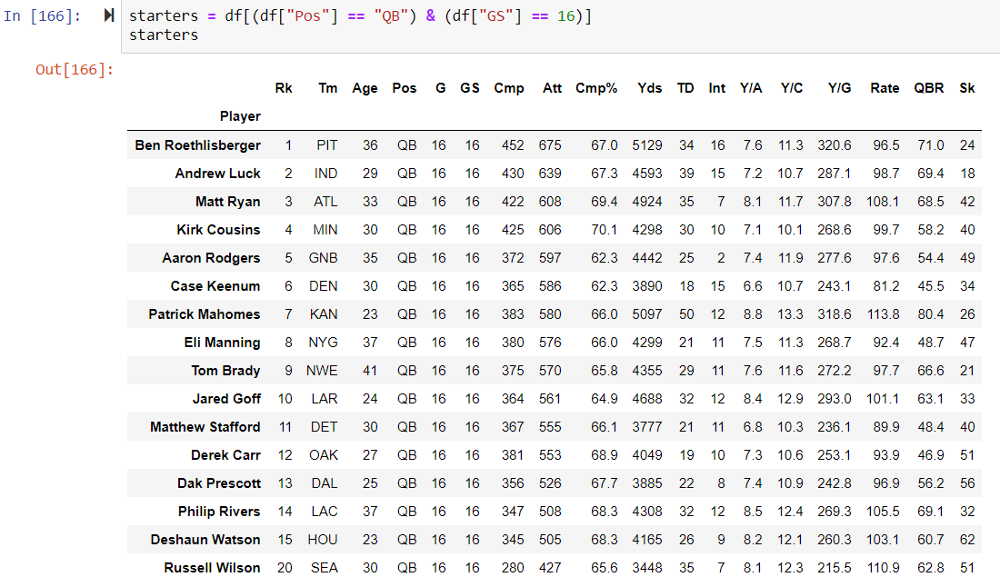 In [166]: starters = df[(df["Pos"] == "QB") & (df["GS"] == 16)]
starters
Out[166]:
Rk Tm Age Pos G GS Cmp Att Cmp% Yds TD Int Y/A Y/C Y/G Rate QBR Sk
Player
Ben Roethlisberger 1 PIT 36 QB 16 16 452 675 67.0 5129 34 16 7.6 11.3 320.6 96.5 71.0 24
Andrew Luck 2 IND 29 QB 16 16 430 639 67.3 4593 39 15 7.2 10.7 287.1 98.7 69.4 18
Matt Ryan 3 ATL 33 QB 16 16 422 608 69.4 4924 35 7 8.1 11.7 307.8 108.1 68.5 42
Kirk Cousins 4 MIN 30 QB 16 16 425 606 70.1 4298 30 10 7.1 10.1 268.6 99.7 58.2 40
Aaron Rodgers 5 GNB 35 QB 16 16 372 597 62.3 4442 25 2 7.4 11.9 277.6 97.6 54.4 49
Case Keenum 6 DEN 30 QB 16 16 365 586 62.3 3890 18 15 6.6 10.7 243.1 81.2 45.5 34
Patrick Mahomes 7 KAN 23 QB 16 16 383 580 66.0 5097 50 12 8.8 13.3 318.6 113.8 80.4 26
Eli Manning 8 NYG 37 QB 16 16 380 576 66.0 4299 21 11 7.5 11.3 268.7 92.4 48.7 47
Tom Brady 9 NWE 41 QB 16 16 375 570 65.8 4355 29 11 7.6 11.6 272.2 97.7 66.6 21
Jared Goff 10 LAR 24 QB 16 16 364 561 64.9 4688 32 12 8.4 12.9 293.0 101.1 63.1 33
Matthew Stafford 11 DET 30 QB 16 16 367 555 66.1 3777 21 11 6.8 10.3 236.1 89.9 48.4 40
Derek Carr 12 OAK 27 QB 16 16 381 553 68.9 4049 19 10 7.3 10.6 253.1 93.9 46.9 51
Dak Prescott 13 DAL 25 QB 16 16 356 526 67.7 3885 22 8 7.4 10.9 242.8 96.9 56.2 56
Philip Rivers 14 LAC 37 QB 16 16 347 508 68.3 4308 32 12 8.5 12.4 269.3 105.5 69.1 32
Deshaun Watson 15 HOU 23 QB 16 16 345 505 68.3 4165 26 9 8.2 12.1 260.3 103.1 60.7 62
Russell Wilson 20 SEA 30 QB 16 16 280 427 65.6 3448 35 7 8.1 12.3 215.5 110.9 62.8 51